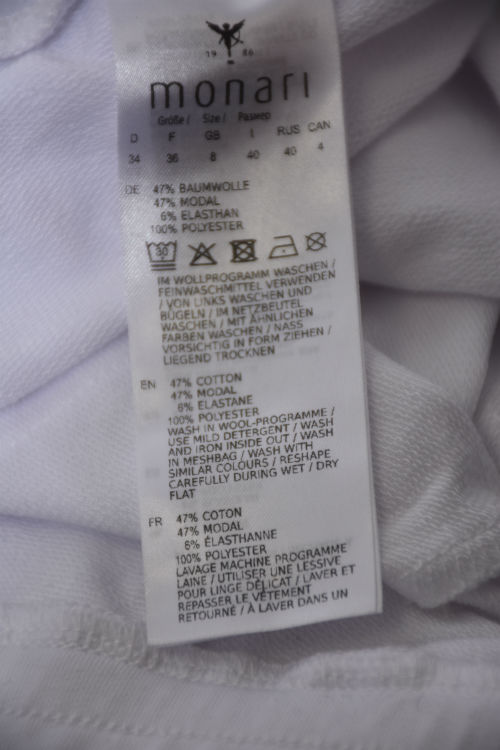 19 86
monari
Größe / Size / Размер
D F GB I RUS CAN
34 36 8 40 40 4
DE 47% BAUMWOLLE
47% MODAL
6% ELASTHAN
100% POLYESTER
30
IM WOLLPROGRAMM WASCHEN /
FEINWASCHMITTEL VERWENDEN
/ VON LINKS WASCHEN UND
BÜGELN / IM NETZBEUTEL
WASCHEN / MIT ÄHNLICHEN
FARBEN WASCHEN / NASS
VORSICHTIG IN FORM ZIEHEN /
LIEGEND TROCKNEN
EN 47% COTTON
47% MODAL
6% ELASTANE
100% POLYESTER
WASH IN WOOL-PROGRAMME /
USE MILD DETERGENT / WASH
AND IRON INSIDE OUT / WASH
IN MESHBAG / WASH WITH
SIMILAR COLOURS / RESHAPE
CAREFULLY DURING WET / DRY
FLAT
FR 47% COTON
47% MODAL
6% ÉLASTHANNE
100% POLYESTER
LAVAGE MACHINE PROGRAMME
LAINE / UTILISER UNE LESSIVE
POUR LINGE DÉLICAT / LAVER ET
REPASSER LE VÊTEMENT
RETOURNÉ / À LAVER DANS UN